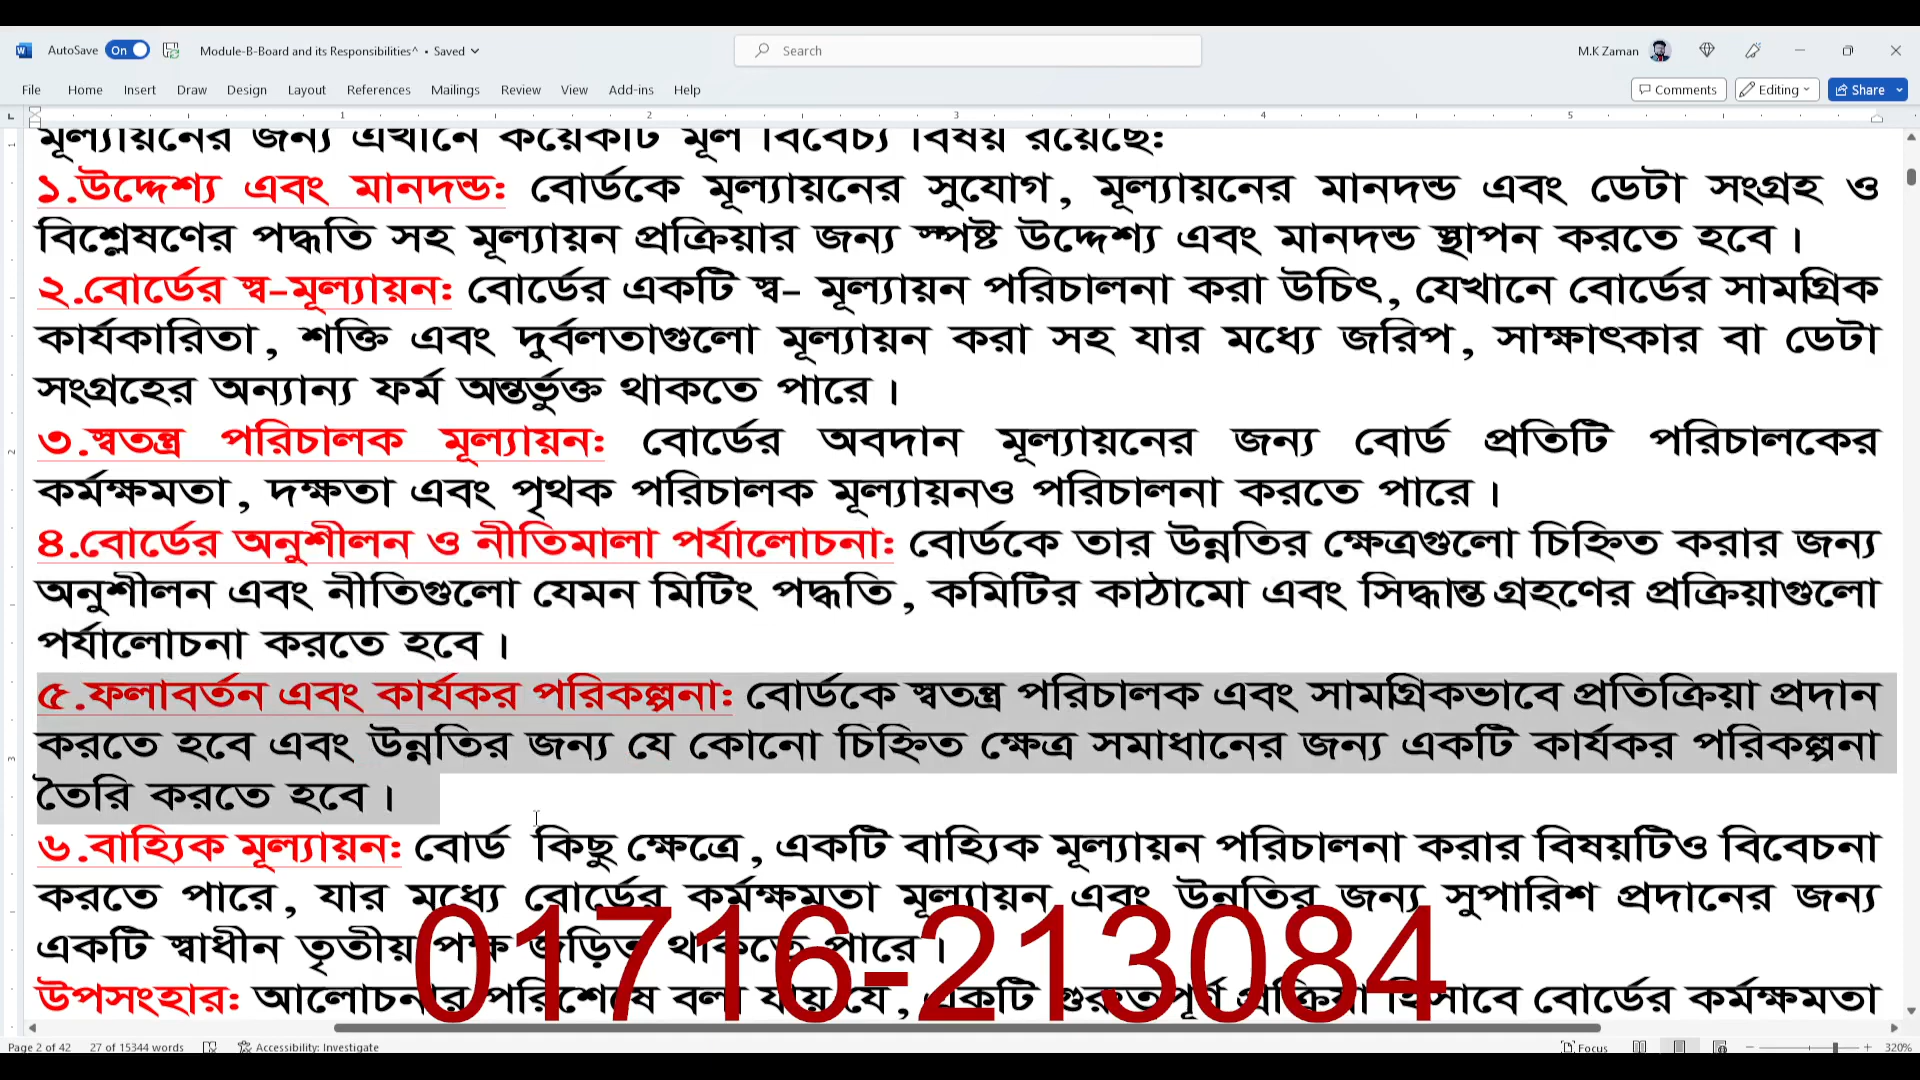 AutoSave On Module-B-Board and its Responsibilities^ • Saved Search M.K Zaman
File Home Insert Draw Design Layout References Mailings Review View Add-ins Help Comments Editing Share
1 2 3 4 5
মূল্যায়নের জন্য এখানে কয়েকটি মূল বিবেচ্য বিষয় রয়েছে:
১.উদ্দেশ্য এবং মানদন্ড: বোর্ডকে মূল্যায়নের সুযোগ, মূল্যায়নের মানদন্ড এবং ডেটা সংগ্রহ ও
বিশ্লেষণের পদ্ধতি সহ মূল্যায়ন প্রক্রিয়ার জন্য স্পষ্ট উদ্দেশ্য এবং মানদন্ড স্থাপন করতে হবে।
২.বোর্ডের স্ব-মূল্যায়ন: বোর্ডের একটি স্ব- মূল্যায়ন পরিচালনা করা উচিৎ, যেখানে বোর্ডের সামগ্রিক
কার্যকারিতা, শক্তি এবং দুর্বলতাগুলো মূল্যায়ন করা সহ যার মধ্যে জরিপ, সাক্ষাৎকার বা ডেটা
সংগ্রহের অন্যান্য ফর্ম অন্তর্ভুক্ত থাকতে পারে।
৩.স্বতন্ত্র পরিচালক মূল্যায়ন: বোর্ডের অবদান মূল্যায়নের জন্য বোর্ড প্রতিটি পরিচালকের
কর্মক্ষমতা, দক্ষতা এবং পৃথক পরিচালক মূল্যায়নও পরিচালনা করতে পারে।
৪.বোর্ডের অনুশীলন ও নীতিমালা পর্যালোচনা: বোর্ডকে তার উন্নতির ক্ষেত্রগুলো চিহ্নিত করার জন্য
অনুশীলন এবং নীতিগুলো যেমন মিটিং পদ্ধতি, কমিটির কাঠামো এবং সিদ্ধান্ত গ্রহণের প্রক্রিয়াগুলো
পর্যালোচনা করতে হবে।
৫.ফলাবর্তন এবং কার্যকর পরিকল্পনা: বোর্ডকে স্বতন্ত্র পরিচালক এবং সামগ্রিকভাবে প্রতিক্রিয়া প্রদান
করতে হবে এবং উন্নতির জন্য যে কোনো চিহ্নিত ক্ষেত্র সমাধানের জন্য একটি কার্যকর পরিকল্পনা
তৈরি করতে হবে।
৬.বাহ্যিক মূল্যায়ন: বোর্ড কিছু ক্ষেত্রে, একটি বাহ্যিক মূল্যায়ন পরিচালনা করার বিষয়টিও বিবেচনা
করতে পারে, যার মধ্যে বোর্ডের কর্মক্ষমতা মূল্যায়ন এবং উন্নতির জন্য সুপারিশ প্রদানের জন্য
একটি স্বাধীন তৃতীয় পক্ষ জড়িত থাকতে পারে।
উপসংহার: আলোচনার পরিশেষে বলা যায় যে, একটি গুরুত্বপূর্ণ প্রক্রিয়া হিসাবে বোর্ডের কর্মক্ষমতা
01716-213084
Page 2 of 42 27 of 15344 words Accessibility: Investigate Focus 320%